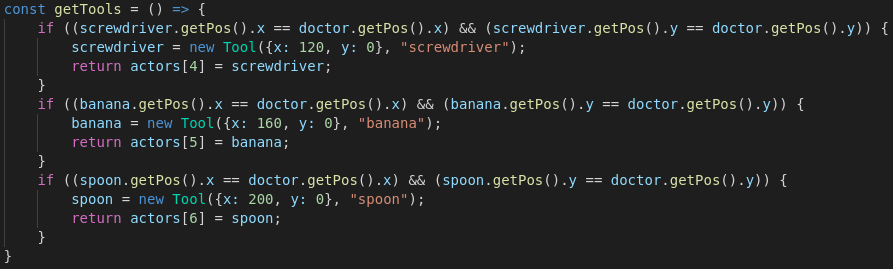 const getTools = () => {
    if ((screwdriver.getPos().x == doctor.getPos().x) && (screwdriver.getPos().y == doctor.getPos().y)) {
        screwdriver = new Tool({x: 120, y: 0}, "screwdriver");
        return actors[4] = screwdriver;
    }
    if ((banana.getPos().x == doctor.getPos().x) && (banana.getPos().y == doctor.getPos().y)) {
        banana = new Tool({x: 160, y: 0}, "banana");
        return actors[5] = banana;
    }
    if ((spoon.getPos().x == doctor.getPos().x) && (spoon.getPos().y == doctor.getPos().y)) {
        spoon = new Tool({x: 200, y: 0}, "spoon");
        return actors[6] = spoon;
    }
}